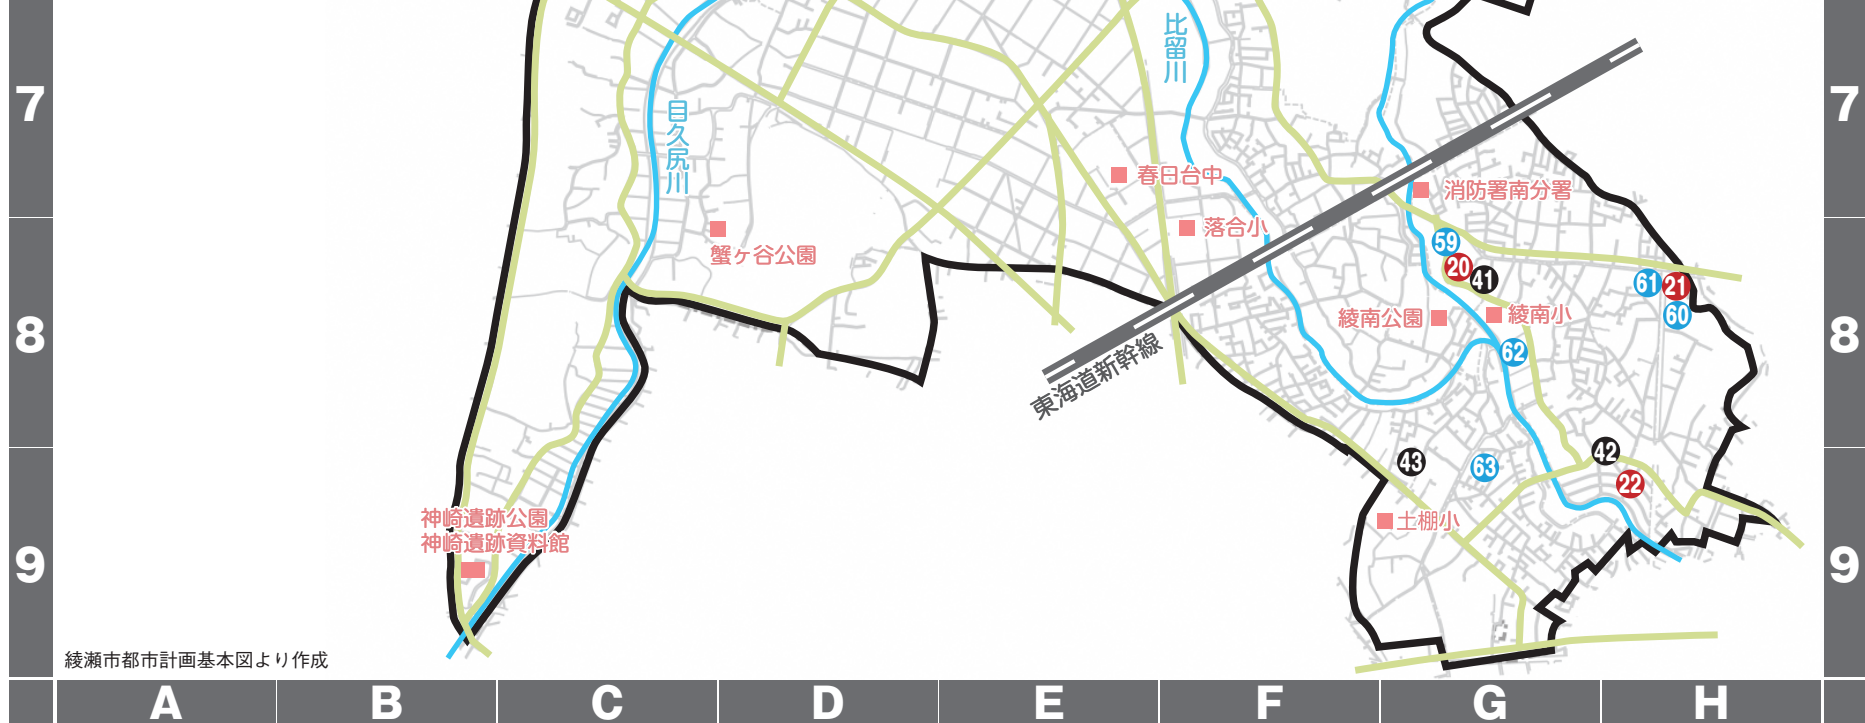 比留川
7
7
目久尻川
春日台中
消防署南分署
落合小
59
蟹ヶ谷公園
20
41
61
21
60
綾南公園
綾南小
8
8
62
東海道新幹線
43
63
42
22
神崎遺跡公園
土棚小
神崎遺跡資料館
9
9
綾瀬市都市計画基本図より作成
A
B
C
D
E
F
G
H